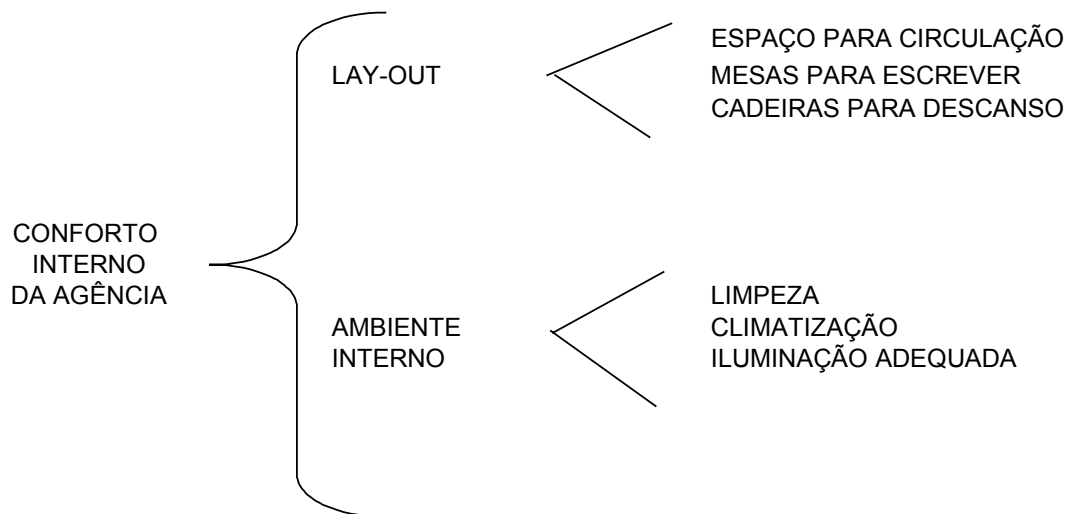 CONFORTO
INTERNO
DA AGÊNCIA
LAY-OUT
ESPAÇO PARA CIRCULAÇÃO
MESAS PARA ESCREVER
CADEIRAS PARA DESCANSO
AMBIENTE
INTERNO
LIMPEZA
CLIMATIZAÇÃO
ILUMINAÇÃO ADEQUADA